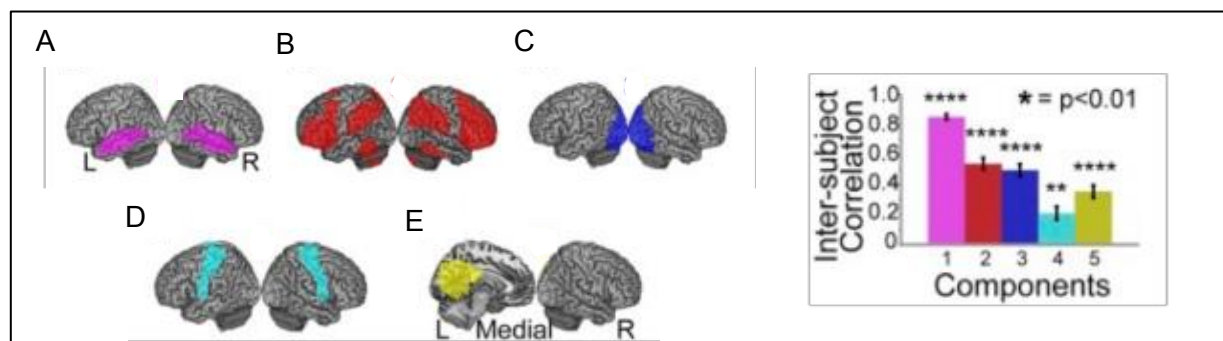 A
B
C
L
R
D
E
L Medial R
Inter-subject
Correlation
1.0
0.8
0.6
0.4
0.2
0
**** * = p<0.01
****
****
**
****
1 2 3 4 5
Components